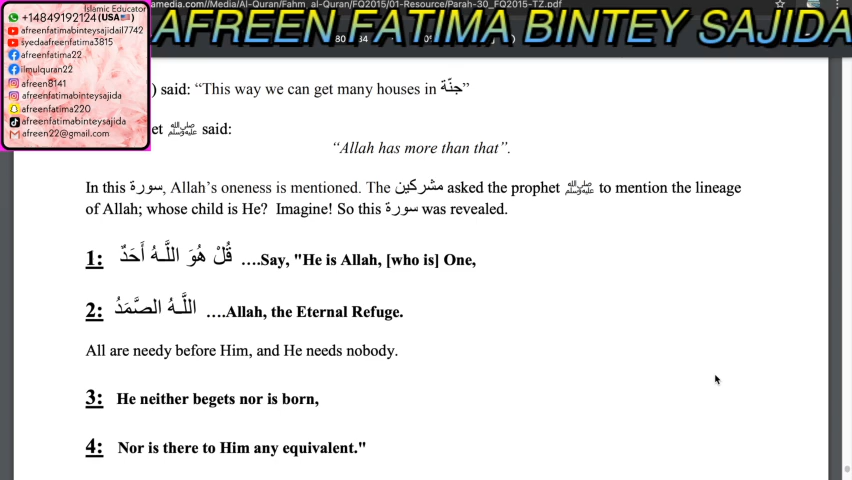 amedia.com//Media/Al-Quran/Fahm_al-Quran/FQ2015/01-Resource/Parah-30_FQ2015-TZ.pdf
AFREEN FATIMA BINTEY SAJIDA
Islamic Educator
+14849192124 (USA🇺🇸)
afreenfatimabinteysajidail7742
syedaafreenfatima3815
afreenfatima22
ilmulquran22
afreen8141
afreenfatimabinteysajida
afreenfatima220
afreenfatimabinteysajida
afreen22@gmail.com
) said: “This way we can get many houses in جنّة”
et ﷺ said:
“Allah has more than that”.
In this سورة, Allah’s oneness is mentioned. The مشركين asked the prophet ﷺ to mention the lineage
of Allah; whose child is He? Imagine! So this سورة was revealed.
1: قُلْ هُوَ اللَّـهُ أَحَدٌ ….Say, "He is Allah, [who is] One,
2: اللَّـهُ الصَّمَدُ ….Allah, the Eternal Refuge.
All are needy before Him, and He needs nobody.
3: He neither begets nor is born,
4: Nor is there to Him any equivalent."